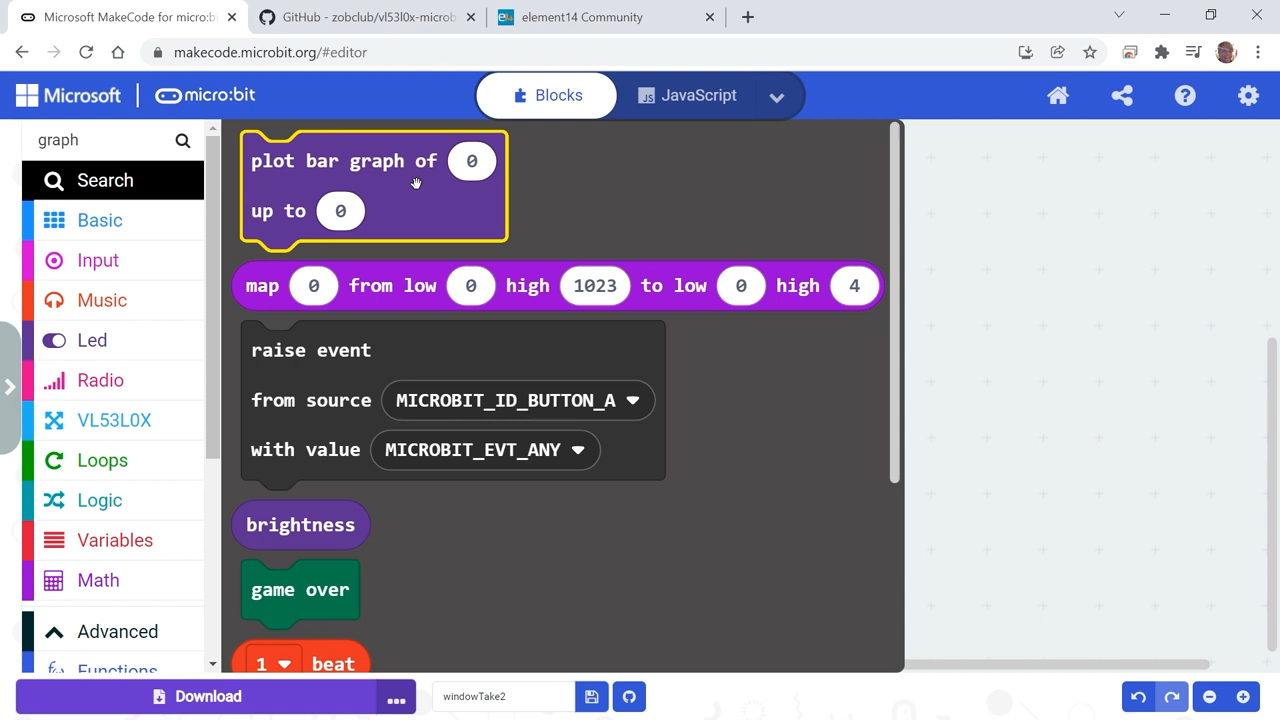 Microsoft MakeCode for micro:bi
GitHub - zobclub/vl53l0x-microb
element14 Community
makecode.microbit.org/#editor
Microsoft
micro:bit
Blocks
JavaScript
graph
Search
Basic
Input
Music
Led
Radio
VL53L0X
Loops
Logic
Variables
Math
Advanced
Functions
plot bar graph of 0
up to 0
map 0 from low 0 high 1023 to low 0 high 4
raise event
from source MICROBIT_ID_BUTTON_A
with value MICROBIT_EVT_ANY
brightness
game over
1 beat
Download
...
windowTake2